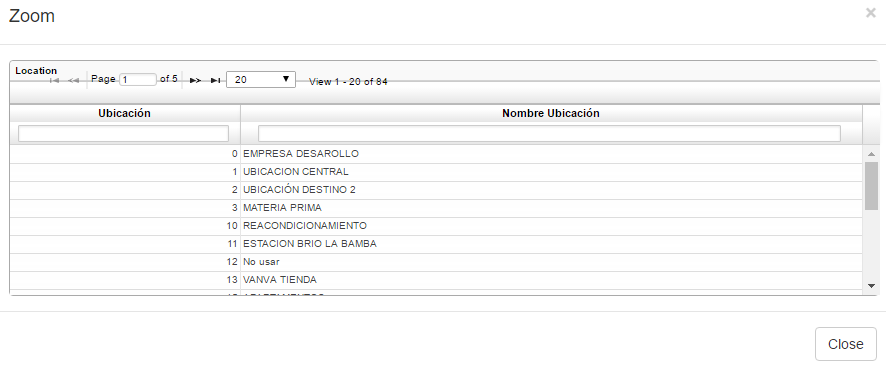 Zoom
×
Location
Page 1 of 5 20 View 1 - 20 of 84
Ubicación Nombre Ubicación
0 EMPRESA DESAROLLO
1 UBICACION CENTRAL
2 UBICACIÓN DESTINO 2
3 MATERIA PRIMA
10 REACONDICIONAMIENTO
11 ESTACION BRIO LA BAMBA
12 No usar
13 VANVA TIENDA
Close